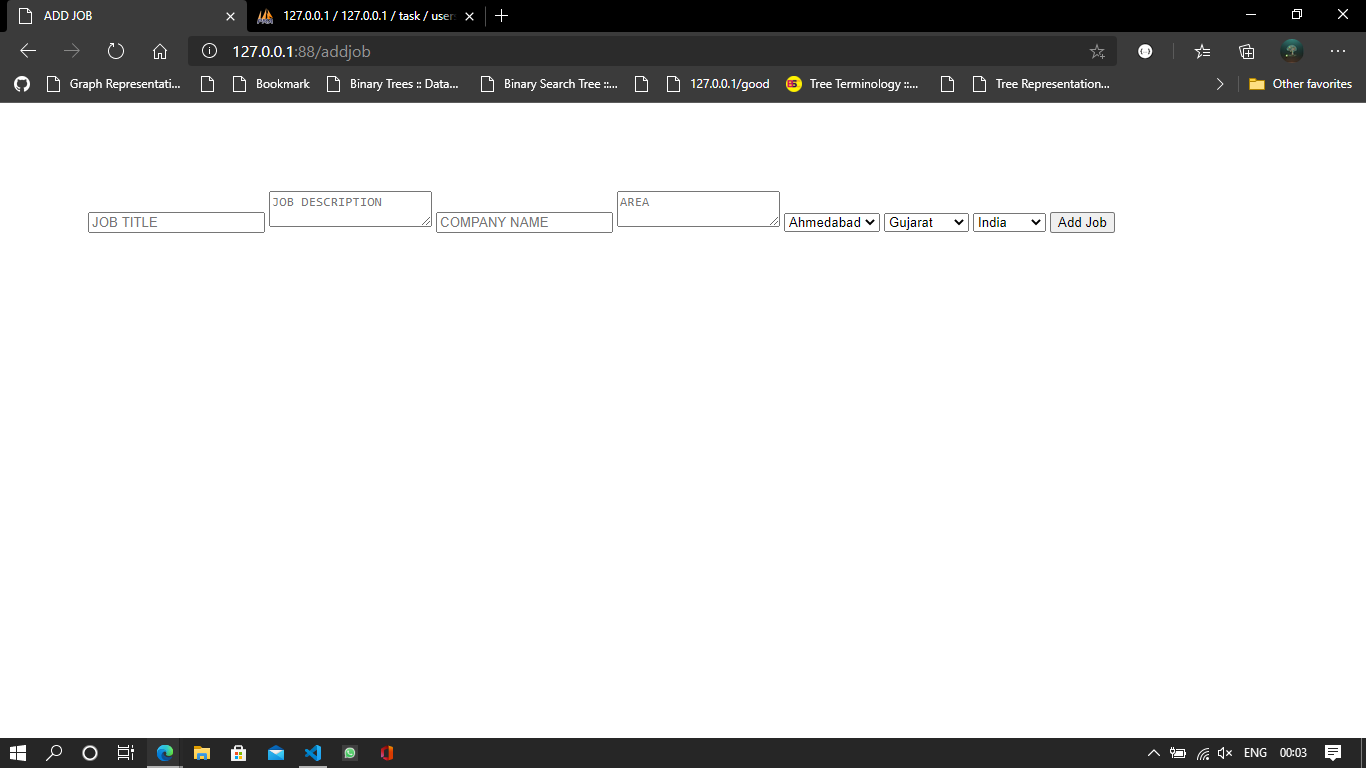 ADD JOB
127.0.0.1 / 127.0.0.1 / task / users
127.0.0.1:88/addjob
Graph Representati... Bookmark Binary Trees :: Data... Binary Search Tree ::... 127.0.0.1/good Tree Terminology ::... Tree Representation... Other favorites
JOB TITLE JOB DESCRIPTION COMPANY NAME AREA Ahmedabad Gujarat India Add Job
ENG 00:03